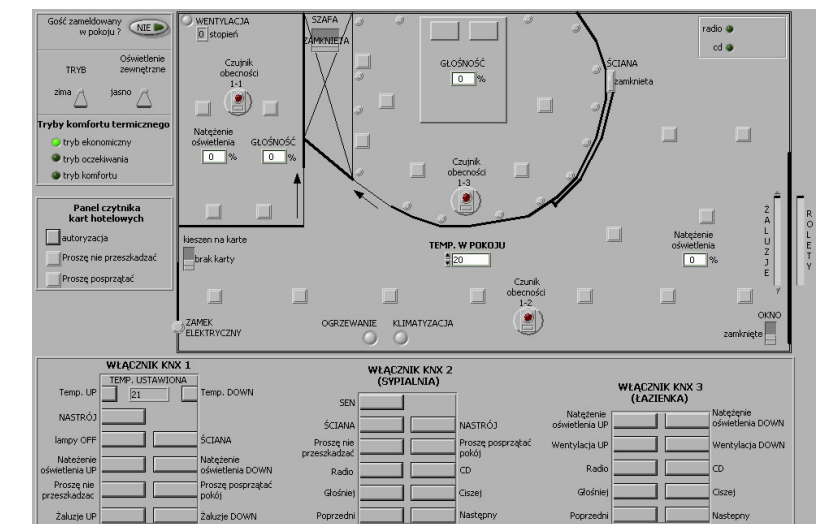 Gość zameldowany
w pokoju ?
NIE
TRYB
Oświetlenie
zewnętrzne
zima
jasno
Tryby komfortu termicznego
tryb ekonomiczny
tryb oczekiwania
tryb komfortu
Panel czytnika
kart hotelowych
autoryzacja
Proszę nie przeszkadzać
Proszę posprzątać
WENTYLACJA
0 stopień
Czujnik
obecności
1-1
Natężenie
oświetlenia
0 %
GŁOŚNOŚĆ
0 %
SZAFA
ZAMKNIĘTA
GŁOŚNOŚĆ
0 %
ŚCIANA
zamknieta
radio
cd
Czujnik
obecności
1-3
kieszen na karte
brak karty
TEMP. W POKOJU
20
Natężenie
oświetlenia
0 %
ŻALUZJE
ROLETY
Czunik
obecności
1-2
ZAMEK
ELEKTRYCZNY
OGRZEWANIE
KLIMATYZACJA
OKNO
zamknięte
WŁĄCZNIK KNX 1
TEMP. USTAWIONA
Temp. UP
21
Temp. DOWN
NASTRÓJ
lampy OFF
ŚCIANA
Natężenie
oświetlenia UP
Natężenie
oświetlenia DOWN
Proszę nie
przeszkadzac
Proszę posprzątać
pokój
Żaluzje UP
Żaluzje DOWN
WŁĄCZNIK KNX 2
(SYPIALNIA)
SEN
ŚCIANA
NASTRÓJ
Proszę nie
przeszkadzać
Proszę posprzątać
pokój
Radio
CD
Głośniej
Ciszej
Poprzedni
Następny
WŁĄCZNIK KNX 3
(ŁAZIENKA)
Natężenie
oświetlenia UP
Natężenie
oświetlenia DOWN
Wentylacja UP
Wentylacja DOWN
Radio
CD
Głośniej
Ciszej
Poprzedni
Nastepny